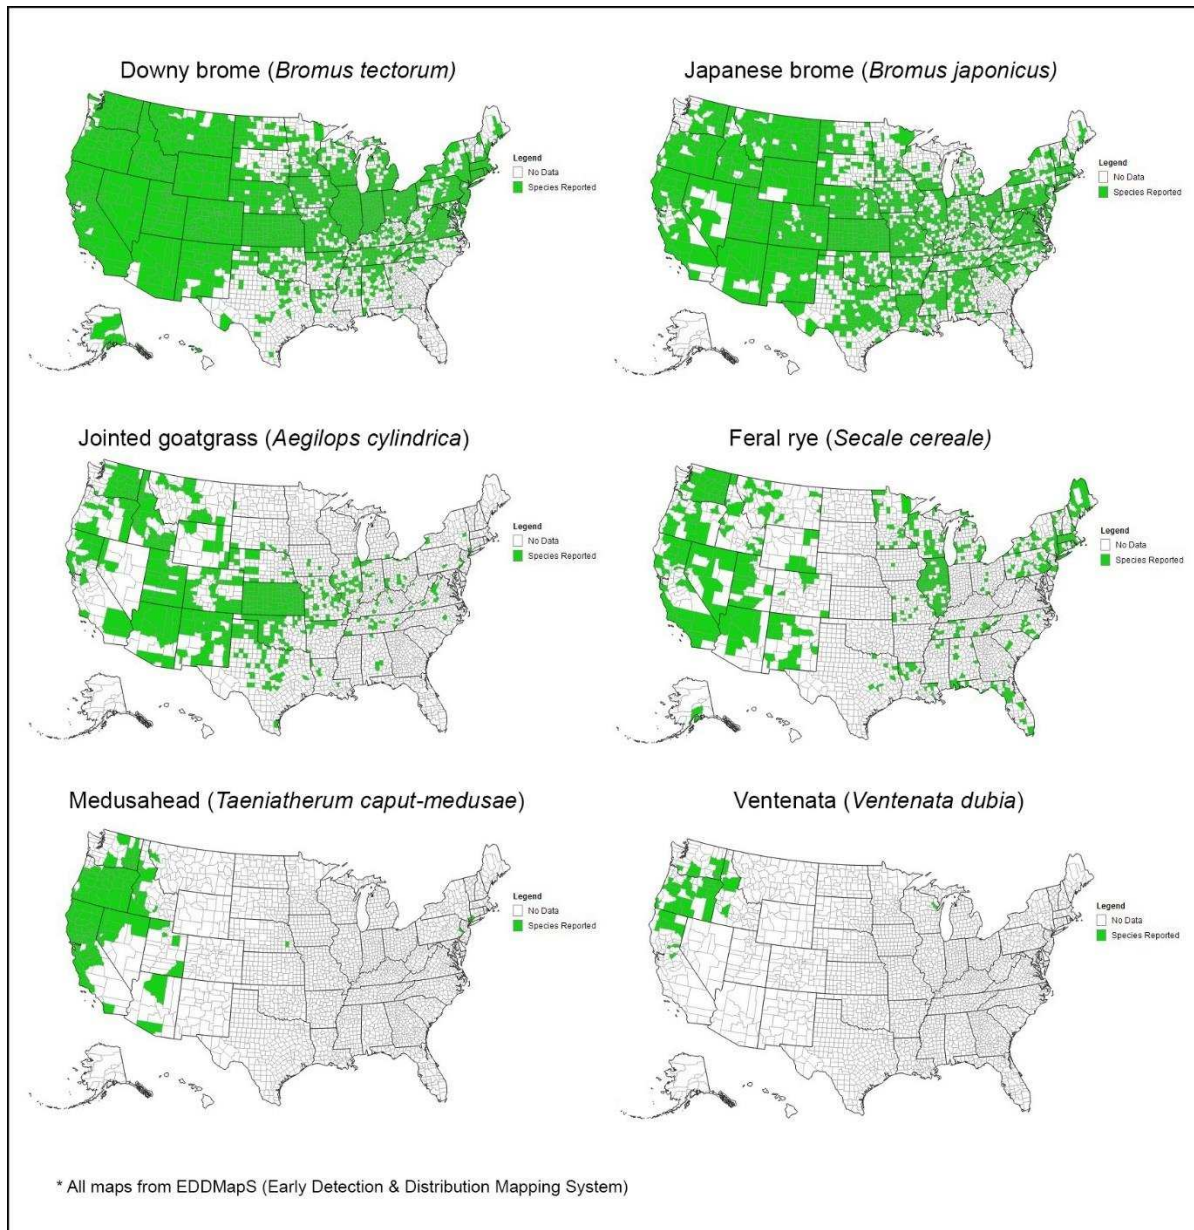 Downy brome (Bromus tectorum)
Japanese brome (Bromus japonicus)
Legend
No Data
Species Reported
Legend
No Data
Species Reported
Jointed goatgrass (Aegilops cylindrica)
Feral rye (Secale cereale)
Legend
No Data
Species Reported
Legend
No Data
Species Reported
Medusahead (Taeniatherum caput-medusae)
Ventenata (Ventenata dubia)
Legend
No Data
Species Reported
Legend
No Data
Species Reported
* All maps from EDDMapS (Early Detection & Distribution Mapping System)